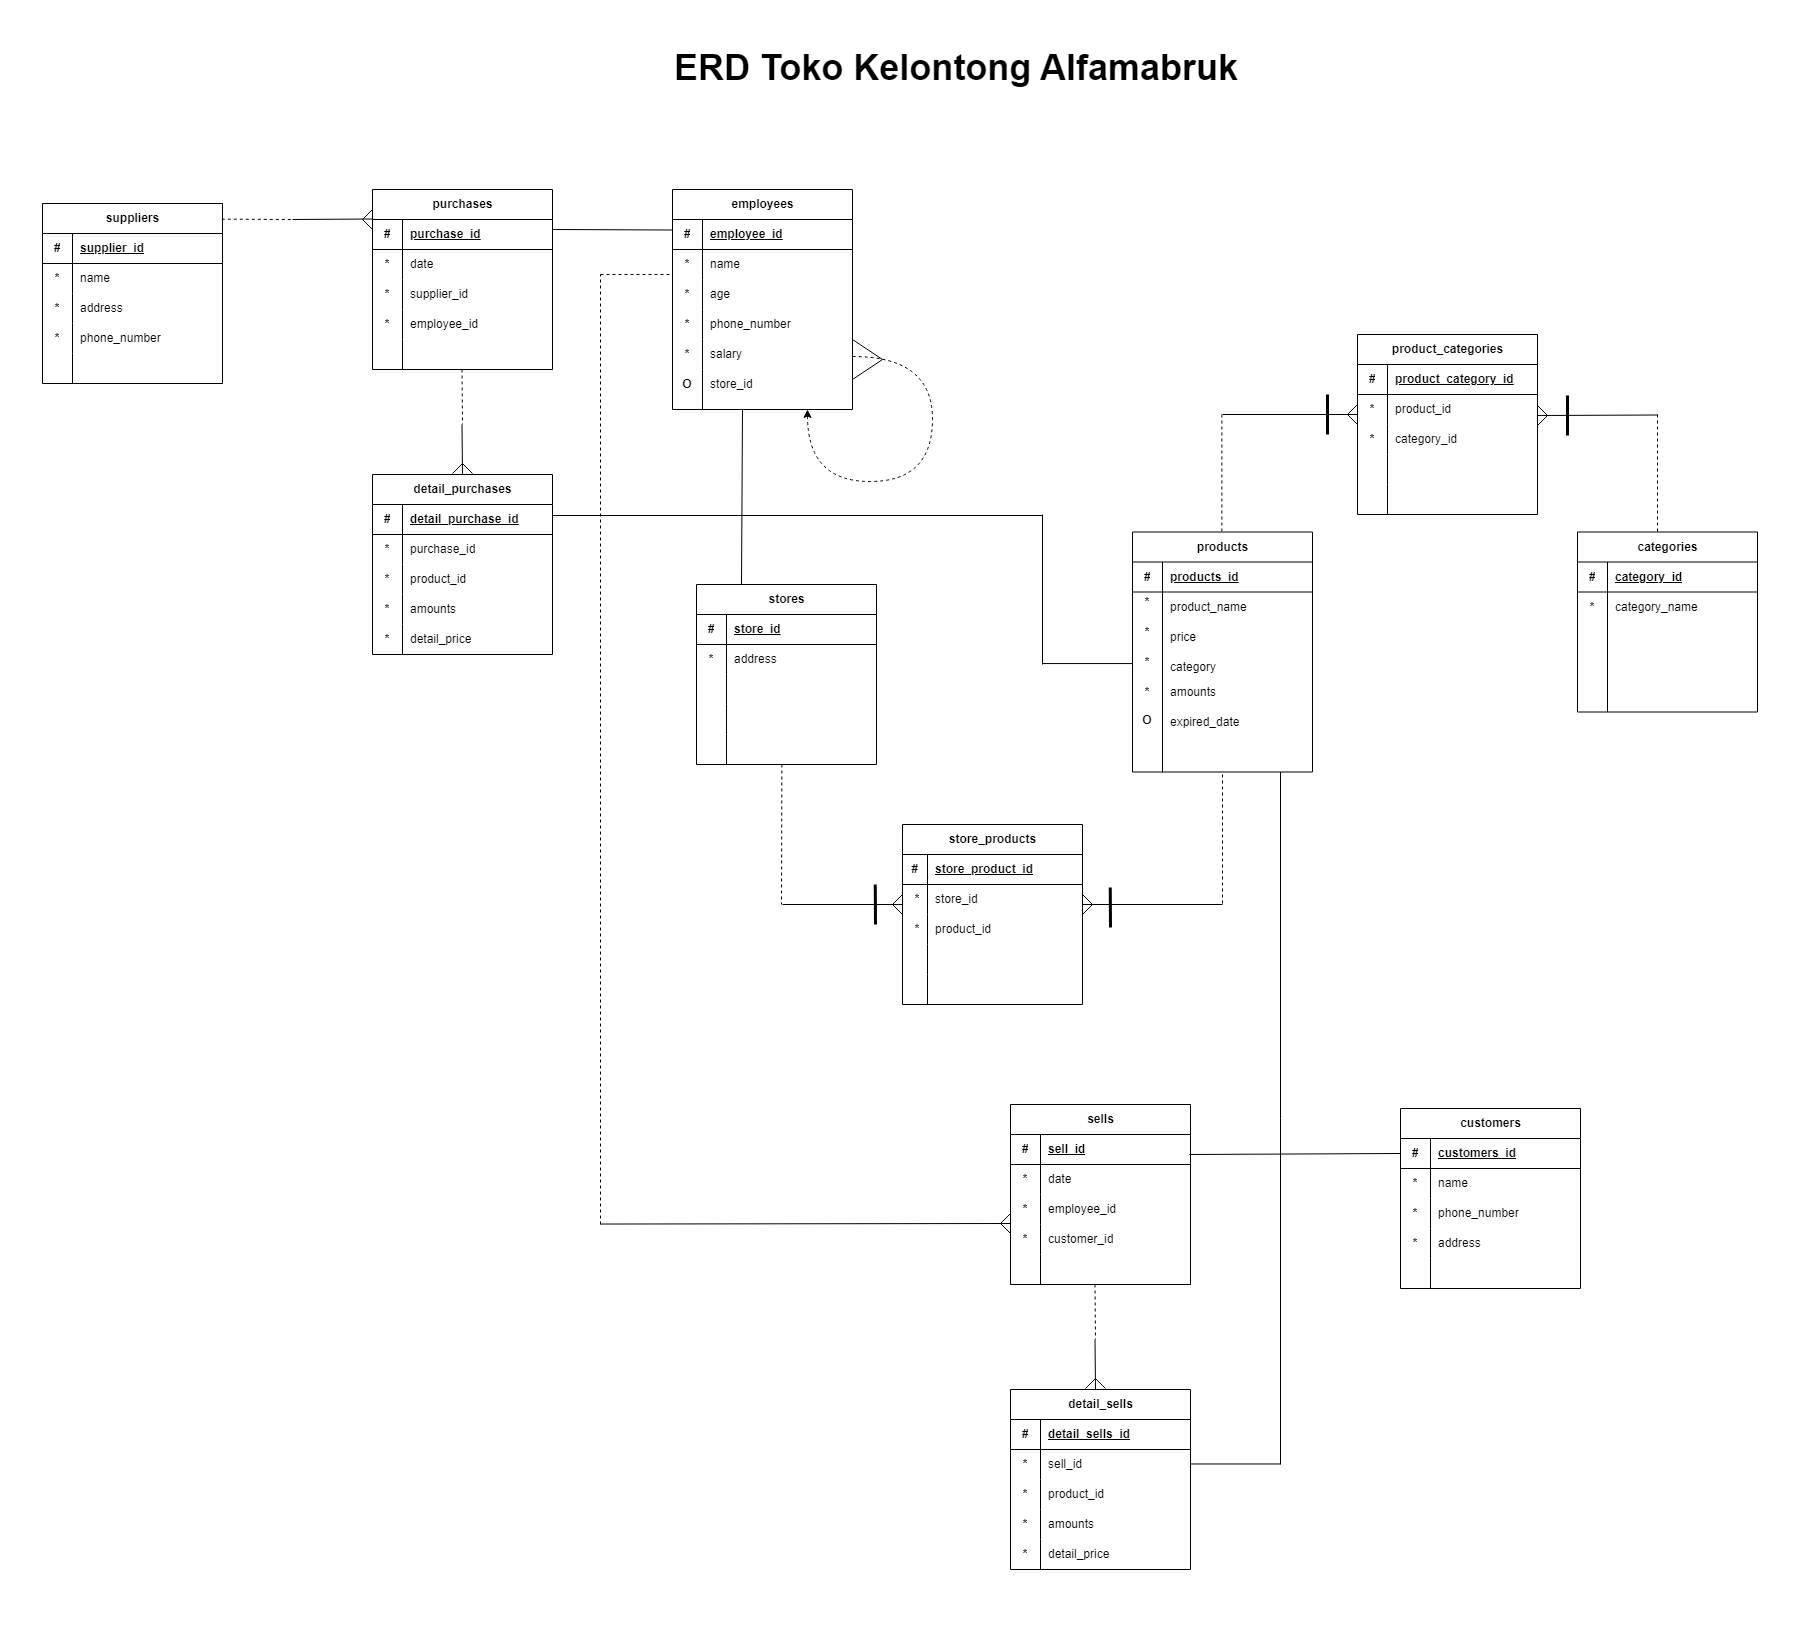 ERD Toko Kelontong Alfamabruk
suppliers
# supplier_id
* name
* address
* phone_number
purchases
# purchase_id
* date
* supplier_id
* employee_id
employees
# employee_id
* name
* age
* phone_number
* salary
O store_id
product_categories
# product_category_id
* product_id
* category_id
detail_purchases
# detail_purchase_id
* purchase_id
* product_id
* amounts
* detail_price
stores
# store_id
* address
products
# products_id
* product_name
* price
* category
* amounts
O expired_date
categories
# category_id
* category_name
store_products
# store_product_id
* store_id
* product_id
sells
# sell_id
* date
* employee_id
* customer_id
customers
# customers_id
* name
* phone_number
* address
detail_sells
# detail_sells_id
* sell_id
* product_id
* amounts
* detail_price